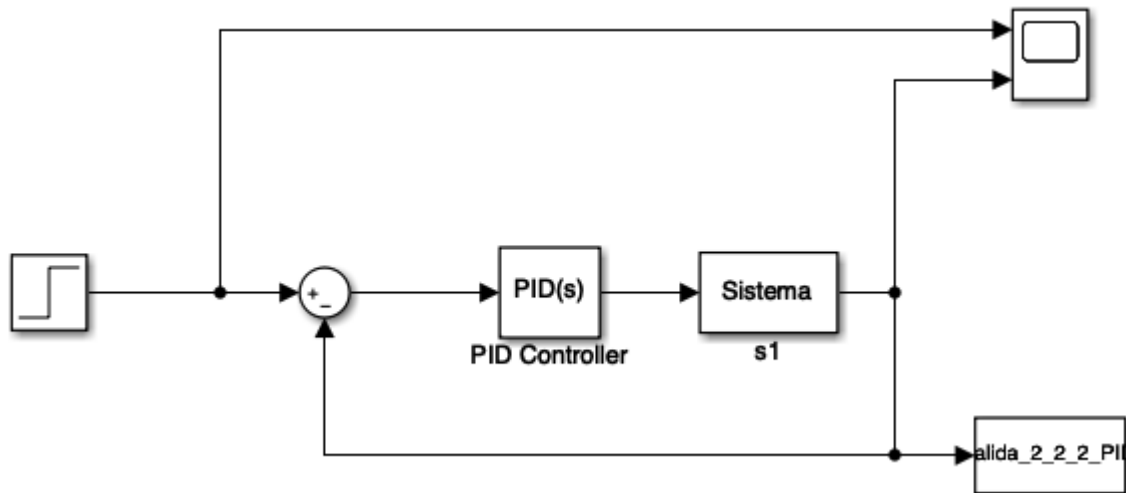 +
−
PID(s)
PID Controller
Sistema
s1
alida_2_2_2_PI